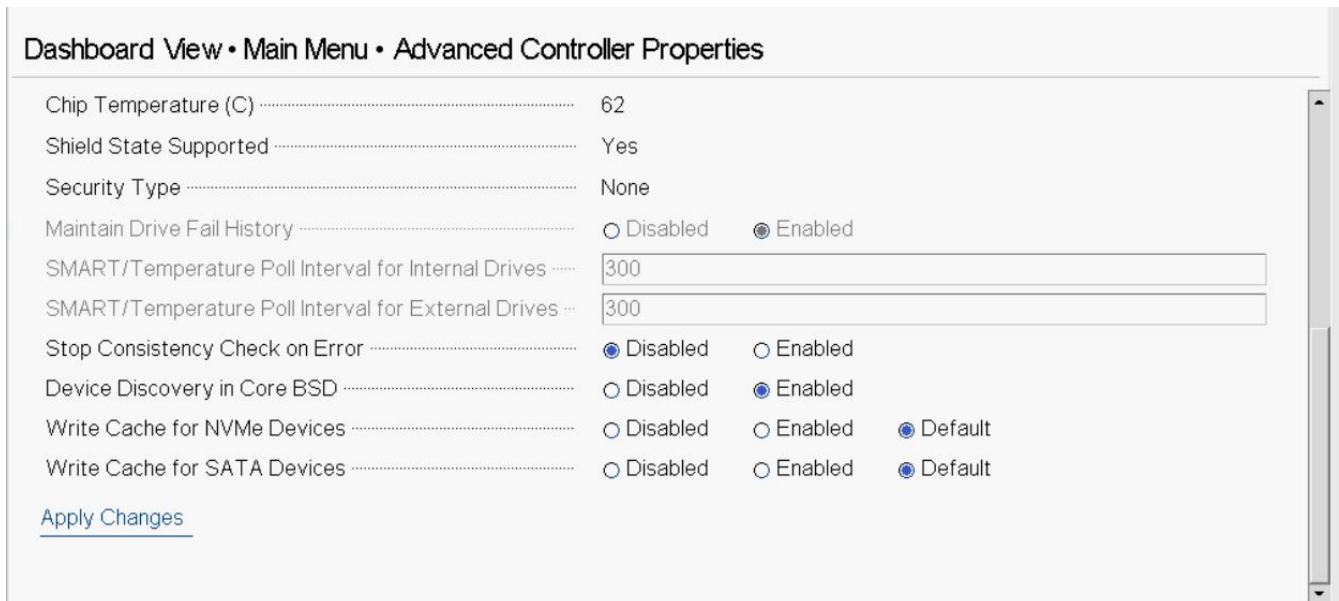 Dashboard View • Main Menu • Advanced Controller Properties
Chip Temperature (C) 62
Shield State Supported Yes
Security Type None
Maintain Drive Fail History Disabled Enabled
SMART/Temperature Poll Interval for Internal Drives 300
SMART/Temperature Poll Interval for External Drives 300
Stop Consistency Check on Error Disabled Enabled
Device Discovery in Core BSD Disabled Enabled
Write Cache for NVMe Devices Disabled Enabled Default
Write Cache for SATA Devices Disabled Enabled Default
Apply Changes